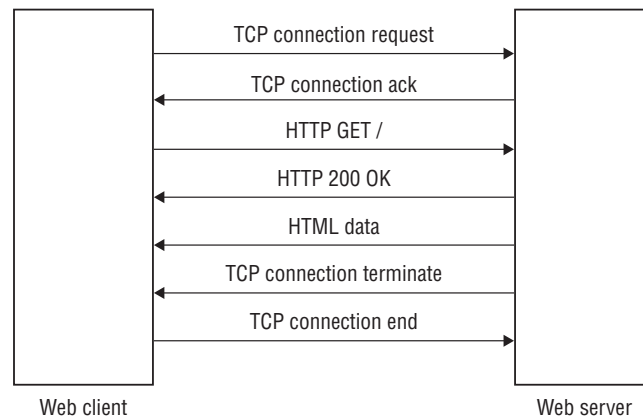 TCP connection request
TCP connection ack
HTTP GET /
HTTP 200 OK
HTML data
TCP connection terminate
TCP connection end
Web client
Web server